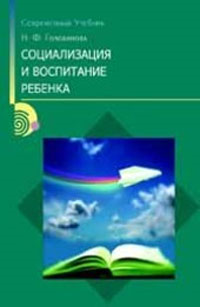 Современный Учебник
Н. Ф. Голованова
СОЦИАЛИЗАЦИЯ
И ВОСПИТАНИЕ
РЕБЕНКА